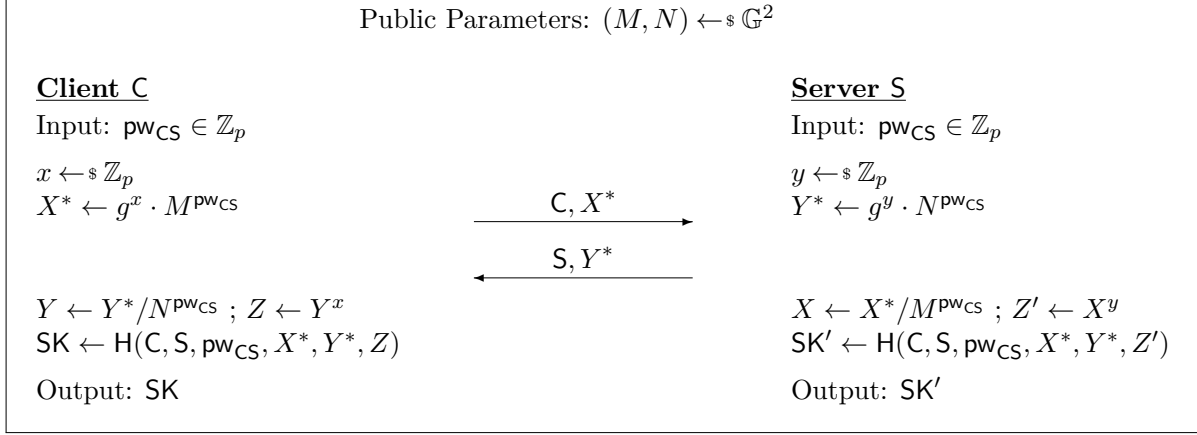 Public Parameters: (M, N) ←$ 𝔾²
Client C
Server S
Input: pw_CS ∈ ℤ_p
Input: pw_CS ∈ ℤ_p
x ←$ ℤ_p
y ←$ ℤ_p
X* ← g^x · M^pw_CS
C, X*
Y* ← g^y · N^pw_CS
S, Y*
Y ← Y*/N^pw_CS ; Z ← Y^x
X ← X*/M^pw_CS ; Z′ ← X^y
SK ← H(C, S, pw_CS, X*, Y*, Z)
SK′ ← H(C, S, pw_CS, X*, Y*, Z′)
Output: SK
Output: SK′